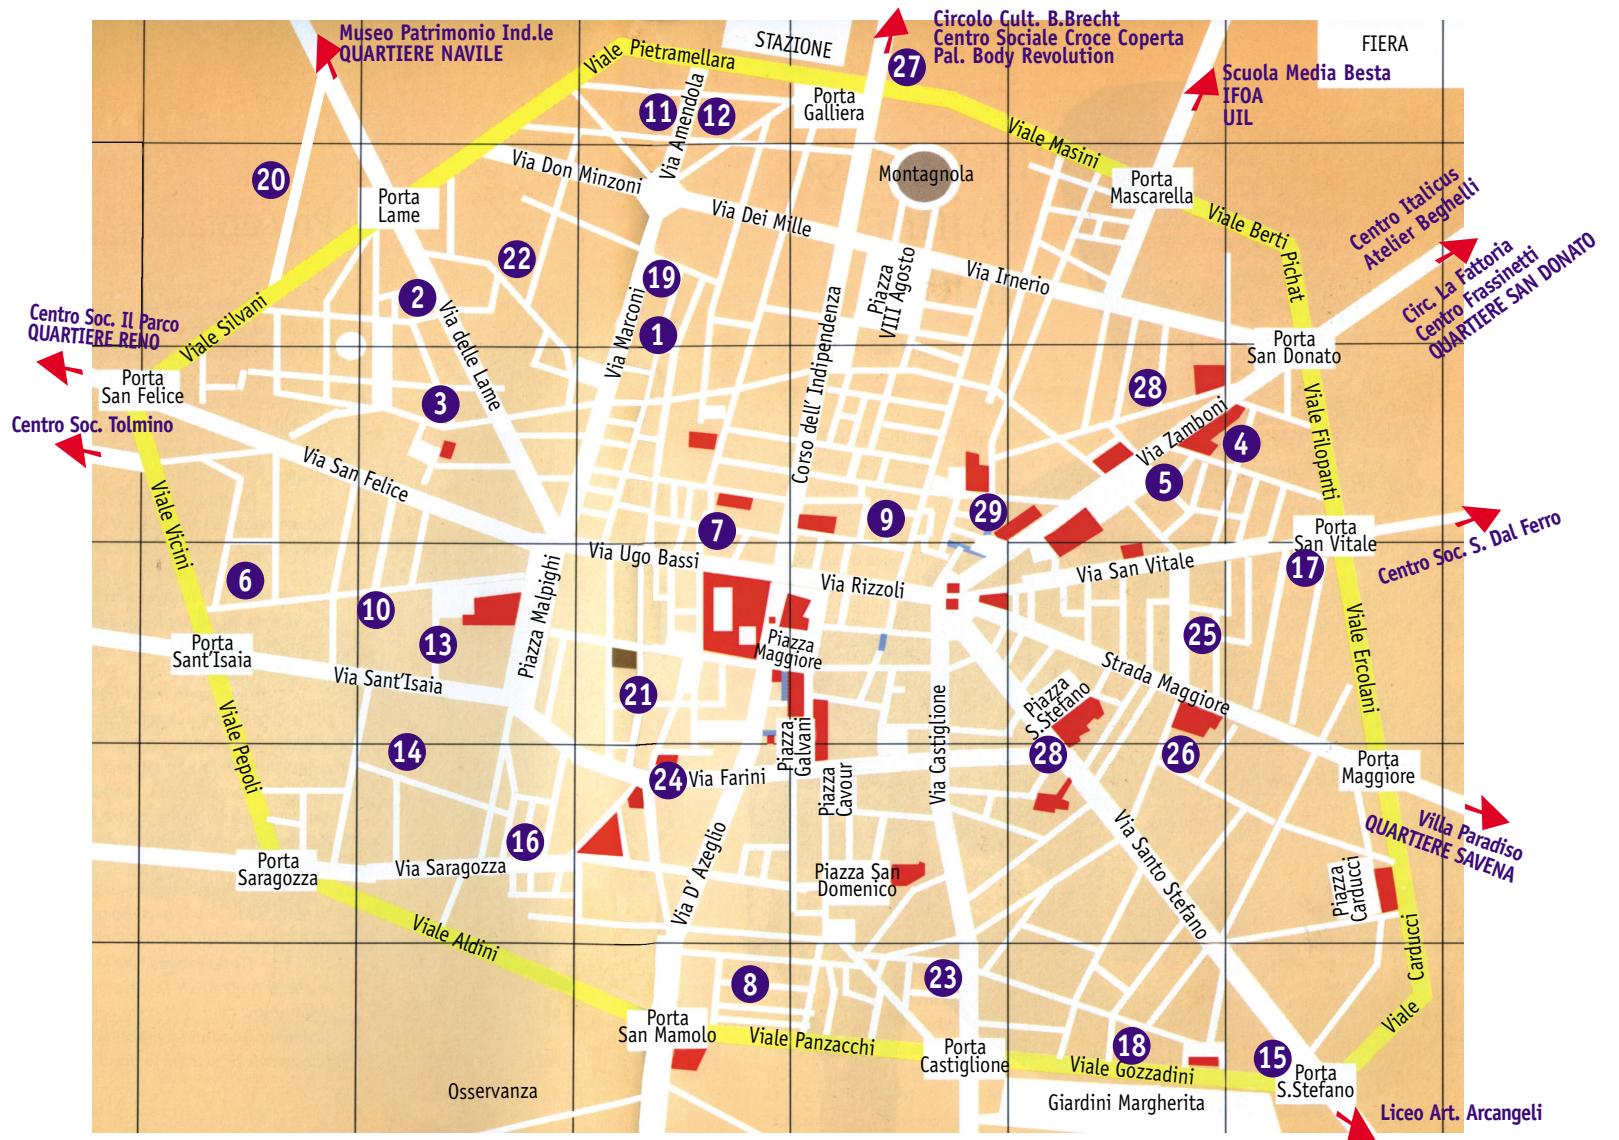 Museo Patrimonio Ind.le
QUARTIERE NAVILE
Circolo Cult. B.Brecht
Centro Sociale Croce Coperta
Pal. Body Revolution
27
STAZIONE
FIERA
Scuola Media Besta
IFOA
UIL
Viale Pietramellara
Porta
Galliera
11
12
Via Amendola
Viale Masini
Via Don Minzoni
Montagnola
Porta
Mascarella
20
Porta
Lame
Via Dei Mille
Viale Berti Pichat
Centro Italicus
Atelier Beghelli
Circ. La Fattoria
Centro Frassinetti
QUARTIERE SAN DONATO
22
19
Piazza
VIII Agosto
Via Irnerio
2
Via delle Lame
Via Marconi
1
Corso dell' Indipendenza
Centro Soc. Il Parco
QUARTIERE RENO
Viale Silvani
Porta
San Felice
Porta
San Donato
3
28
Centro Soc. Tolmino
Via Zamboni
4
Viale Filopanti
Via San Felice
5
Viale Vicini
7
9
29
Porta
San Vitale
Centro Soc. S. Dal Ferro
Via Ugo Bassi
Via Rizzoli
Via San Vitale
17
6
10
Piazza Malpighi
13
Piazza
Maggiore
25
Viale Ercolani
Porta
Sant'Isaia
Via Sant'Isaia
21
Strada Maggiore
Piazza
S.Stefano
Viale Pepoli
14
Piazza
Galvani
Via Castiglione
28
26
Porta
Maggiore
24
Via Farini
Piazza
Cavour
Villa Paradiso
QUARTIERE SAVENA
16
Via D' Azeglio
Via Santo Stefano
Porta
Saragozza
Via Saragozza
Piazza San
Domenico
Piazza
Carducci
Viale Aldini
Viale Carducci
8
23
Porta
San Mamolo
Viale Panzacchi
Porta
Castiglione
18
Viale Gozzadini
15
Porta
S.Stefano
Osservanza
Giardini Margherita
Liceo Art. Arcangeli